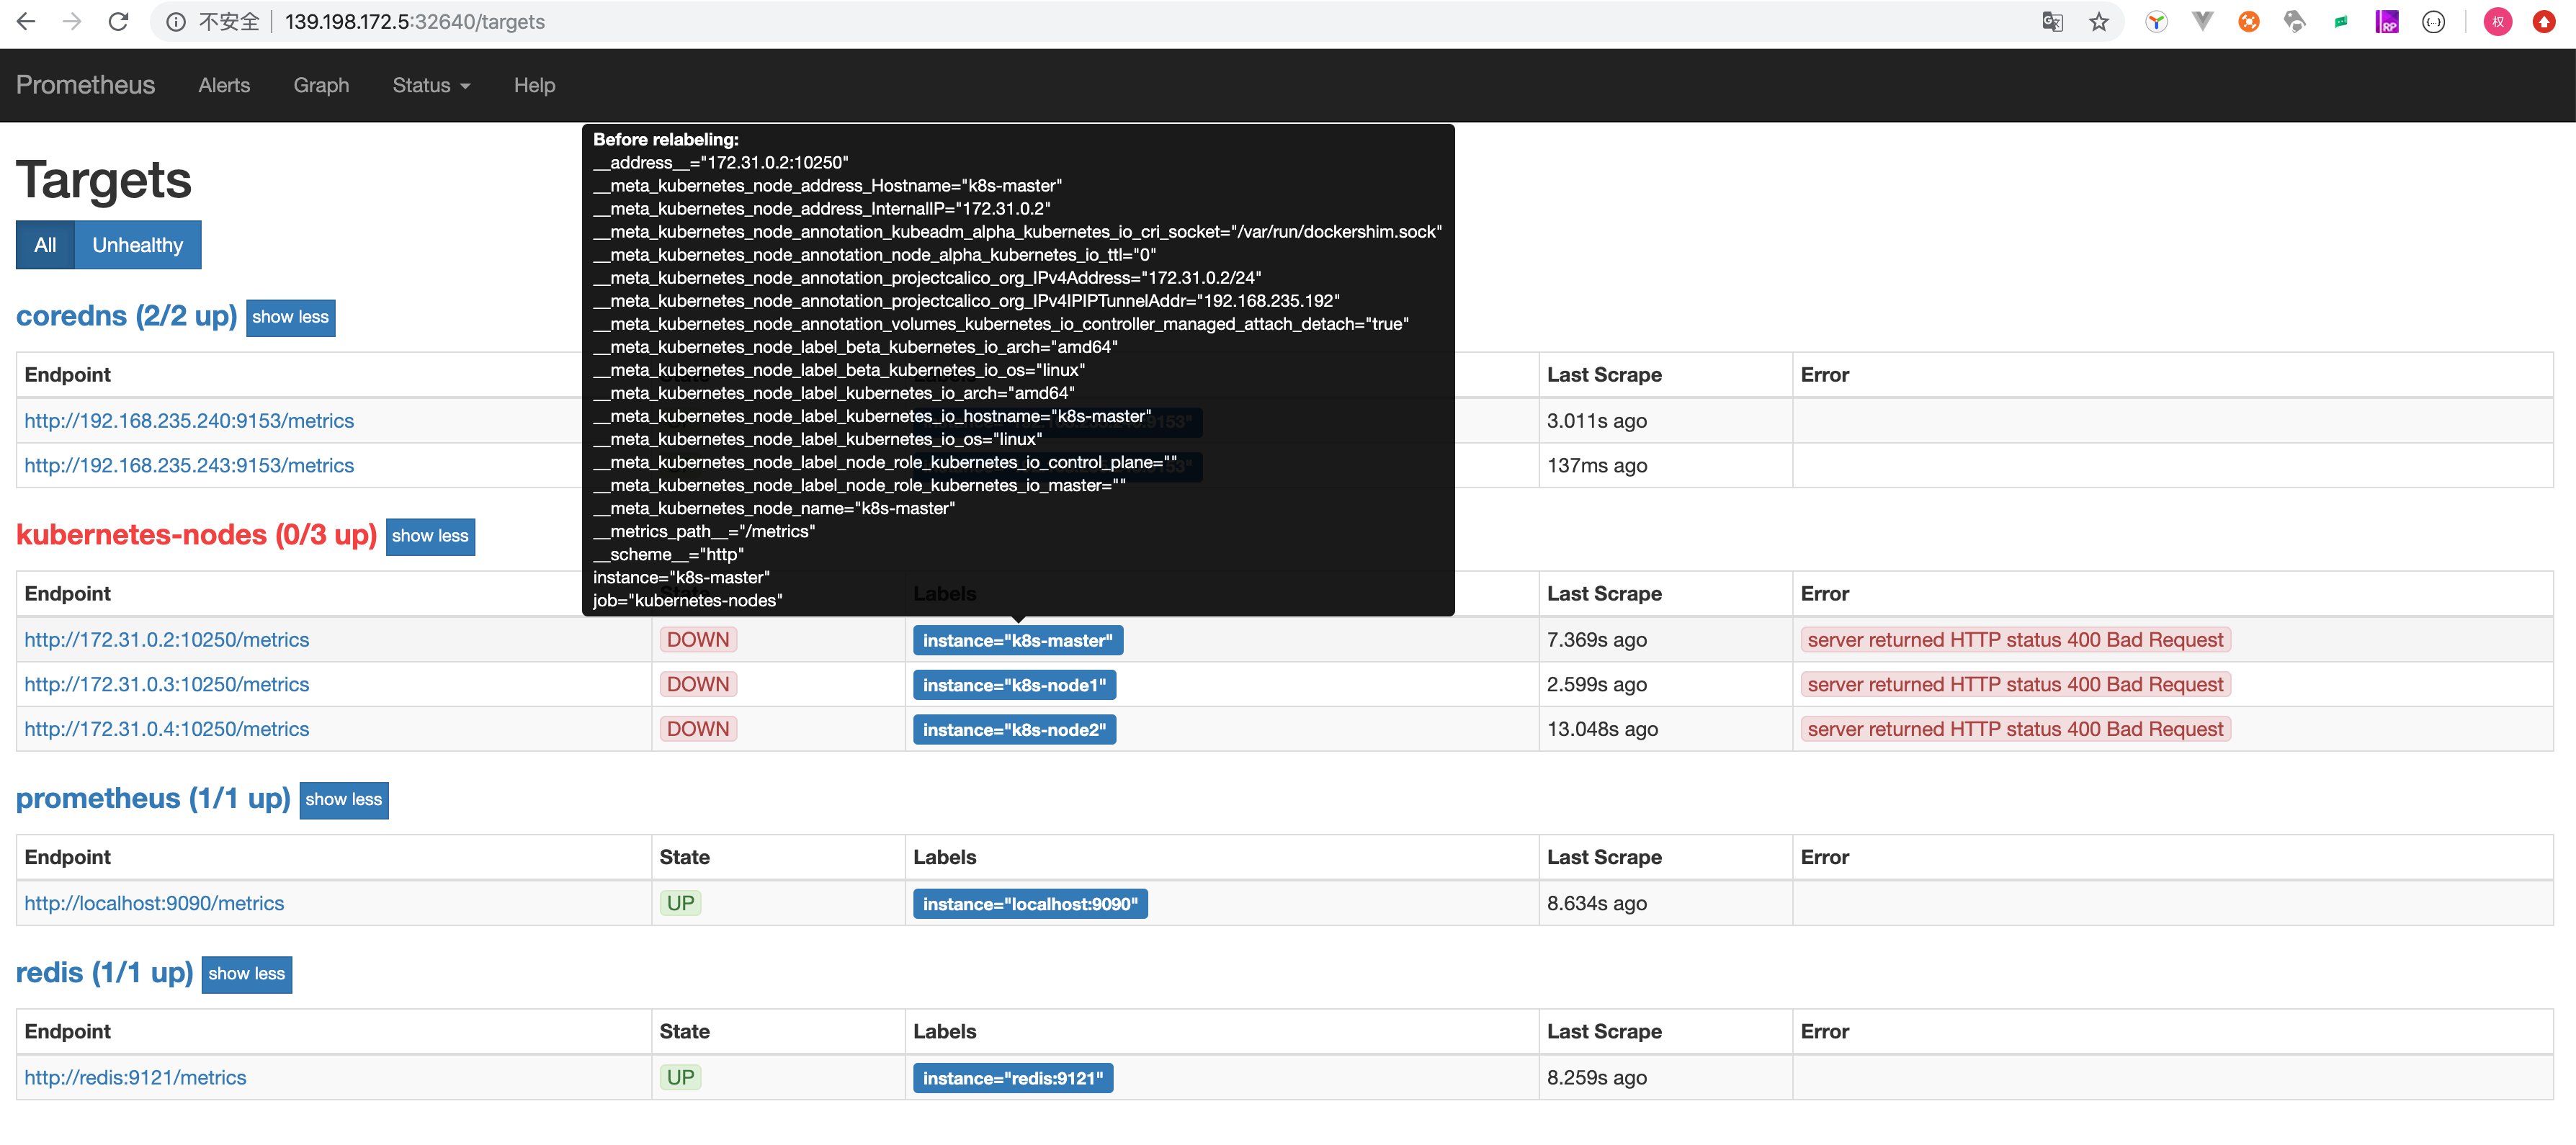 不安全 139.198.172.5:32640/targets
权
Prometheus Alerts Graph Status Help
Before relabeling:
__address__="172.31.0.2:10250"
__meta_kubernetes_node_address_Hostname="k8s-master"
__meta_kubernetes_node_address_InternalIP="172.31.0.2"
__meta_kubernetes_node_annotation_kubeadm_alpha_kubernetes_io_cri_socket="/var/run/dockershim.sock"
__meta_kubernetes_node_annotation_node_alpha_kubernetes_io_ttl="0"
__meta_kubernetes_node_annotation_projectcalico_org_IPv4Address="172.31.0.2/24"
__meta_kubernetes_node_annotation_projectcalico_org_IPv4IPIPTunnelAddr="192.168.235.192"
__meta_kubernetes_node_annotation_volumes_kubernetes_io_controller_managed_attach_detach="true"
__meta_kubernetes_node_label_beta_kubernetes_io_arch="amd64"
__meta_kubernetes_node_label_beta_kubernetes_io_os="linux"
__meta_kubernetes_node_label_kubernetes_io_arch="amd64"
__meta_kubernetes_node_label_kubernetes_io_hostname="k8s-master"
__meta_kubernetes_node_label_kubernetes_io_os="linux"
__meta_kubernetes_node_label_node_role_kubernetes_io_control_plane=""
__meta_kubernetes_node_label_node_role_kubernetes_io_master=""
__meta_kubernetes_node_name="k8s-master"
__metrics_path__="/metrics"
__scheme__="http"
instance="k8s-master"
job="kubernetes-nodes"
Targets
All Unhealthy
coredns (2/2 up) show less
Endpoint Last Scrape Error
http://192.168.235.240:9153/metrics 3.011s ago
http://192.168.235.243:9153/metrics 137ms ago
kubernetes-nodes (0/3 up) show less
Endpoint State Labels Last Scrape Error
http://172.31.0.2:10250/metrics DOWN instance="k8s-master" 7.369s ago server returned HTTP status 400 Bad Request
http://172.31.0.3:10250/metrics DOWN instance="k8s-node1" 2.599s ago server returned HTTP status 400 Bad Request
http://172.31.0.4:10250/metrics DOWN instance="k8s-node2" 13.048s ago server returned HTTP status 400 Bad Request
prometheus (1/1 up) show less
Endpoint State Labels Last Scrape Error
http://localhost:9090/metrics UP instance="localhost:9090" 8.634s ago
redis (1/1 up) show less
Endpoint State Labels Last Scrape Error
http://redis:9121/metrics UP instance="redis:9121" 8.259s ago